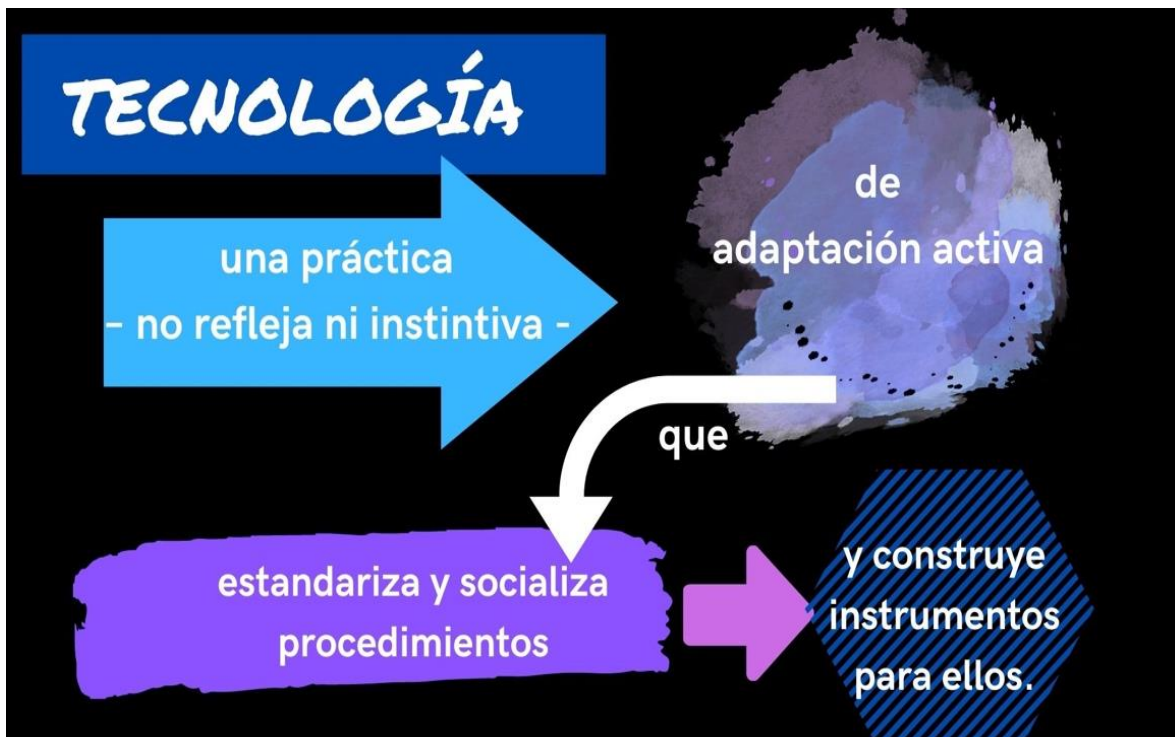 TECNOLOGÍA
una práctica
- no refleja ni instintiva -
de
adaptación activa
que
estandariza y socializa
procedimientos
y construye
instrumentos
para ellos.